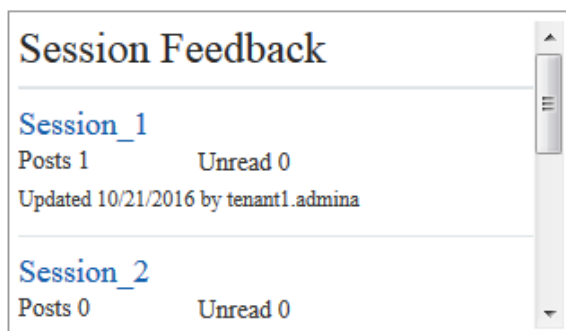 Session Feedback
Session_1
Posts 1 Unread 0
Updated 10/21/2016 by tenant1.admina
Session_2
Posts 0 Unread 0